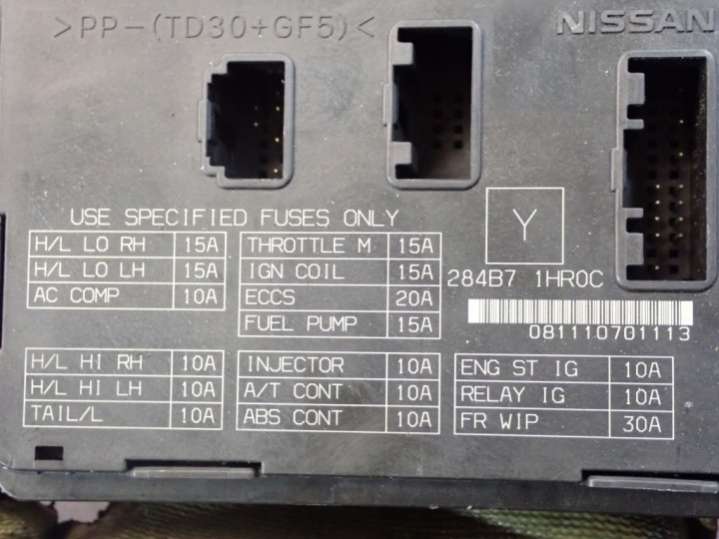 >PP-(TD30+GF5)<
NISSAN
USE SPECIFIED FUSES ONLY
H/L LO RH 15A
H/L LO LH 15A
AC COMP 10A
THROTTLE M 15A
IGN COIL 15A
ECCS 20A
FUEL PUMP 15A
Y
284B7 1HR0C
081110701113
H/L HI RH 10A
H/L HI LH 10A
TAIL/L 10A
INJECTOR 10A
A/T CONT 10A
ABS CONT 10A
ENG ST IG 10A
RELAY IG 10A
FR WIP 30A